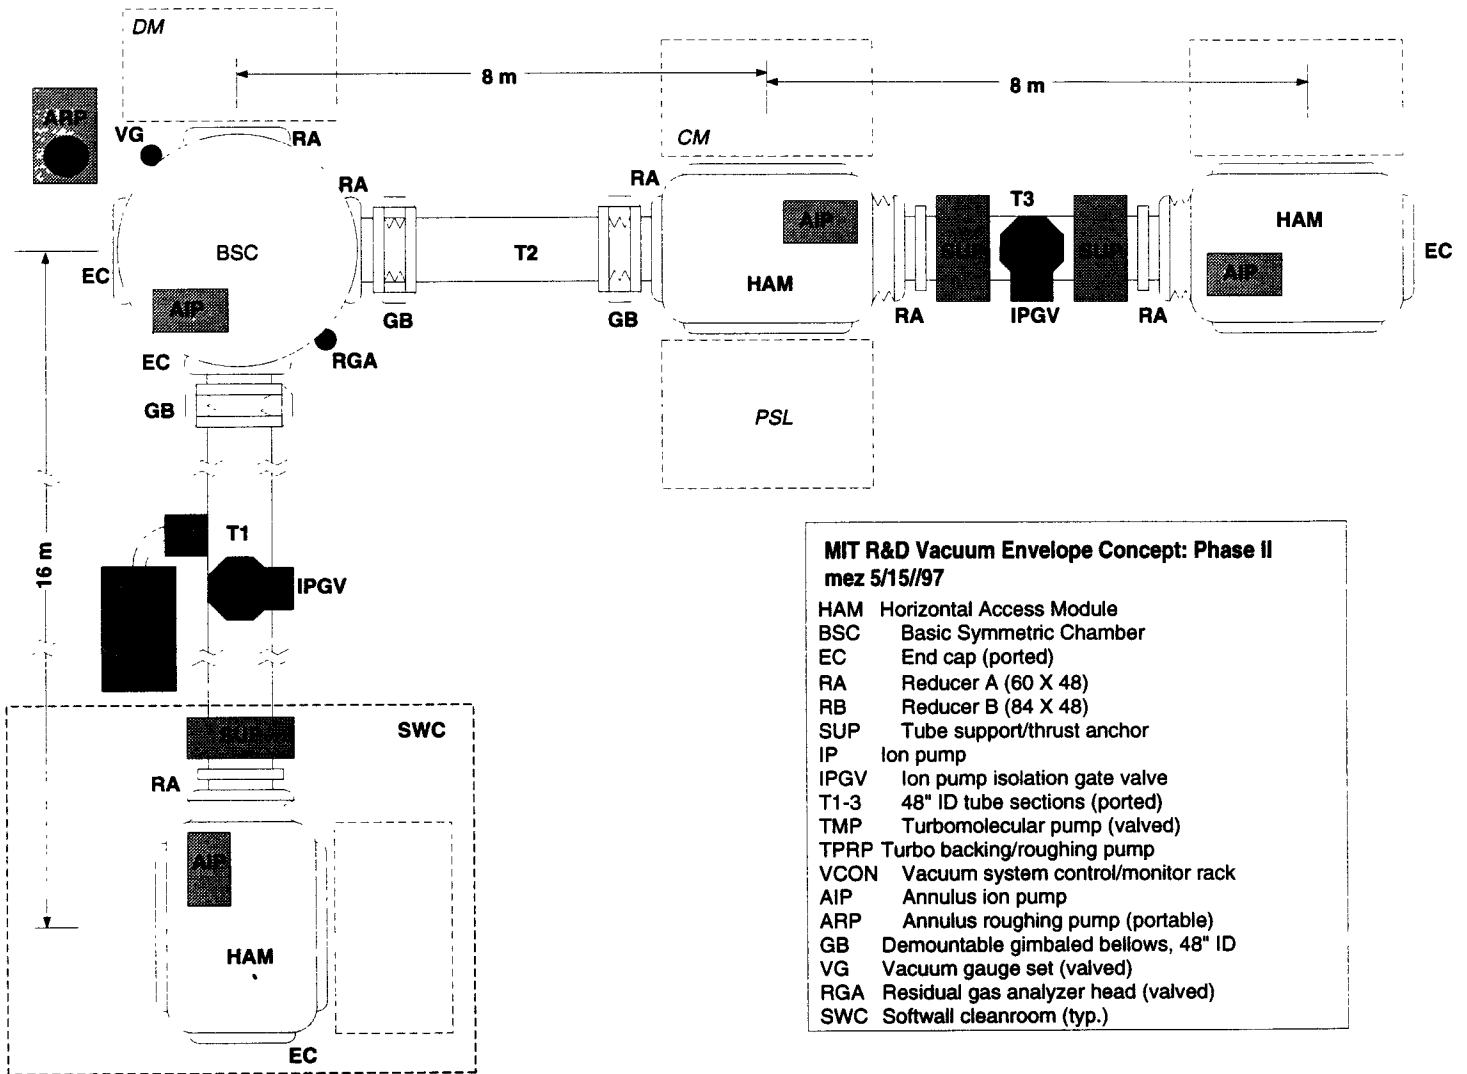 DM
8 m
8 m
ARP
VG
RA
CM
RA
RA
T3
AIP
HAM
BSC
T2
SUP
SUP
EC
EC
AIP
HAM
AIP
GB
GB
RA
IPGV
RA
EC
RGA
GB
PSL
16 m
T1
IPGV
SUP
SWC
RA
AIP
HAM
EC
MIT R&D Vacuum Envelope Concept: Phase II
mez 5/15//97
HAM Horizontal Access Module
BSC Basic Symmetric Chamber
EC End cap (ported)
RA Reducer A (60 X 48)
RB Reducer B (84 X 48)
SUP Tube support/thrust anchor
IP Ion pump
IPGV Ion pump isolation gate valve
T1-3 48" ID tube sections (ported)
TMP Turbomolecular pump (valved)
TPRP Turbo backing/roughing pump
VCON Vacuum system control/monitor rack
AIP Annulus ion pump
ARP Annulus roughing pump (portable)
GB Demountable gimbaled bellows, 48" ID
VG Vacuum gauge set (valved)
RGA Residual gas analyzer head (valved)
SWC Softwall cleanroom (typ.)